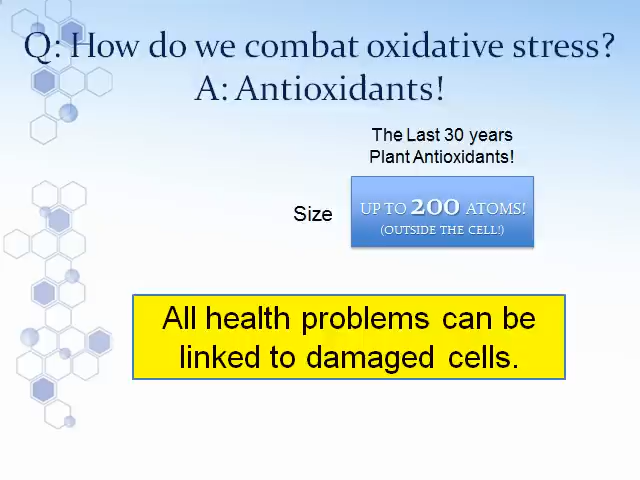 Q: How do we combat oxidative stress?
A: Antioxidants!
The Last 30 years
Plant Antioxidants!
Size
UP TO 200 ATOMS!
(OUTSIDE THE CELL!)
All health problems can be
linked to damaged cells.